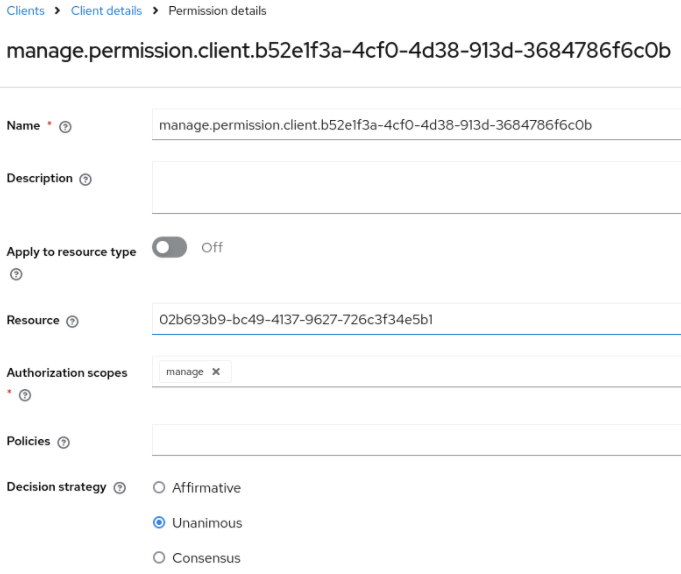 Clients > Client details > Permission details
manage.permission.client.b52e1f3a-4cf0-4d38-913d-3684786f6c0b
Name * manage.permission.client.b52e1f3a-4cf0-4d38-913d-3684786f6c0b
Description
Apply to resource type Off
Resource 02b693b9-bc49-4137-9627-726c3f34e5b1
Authorization scopes manage ×
*
Policies
Decision strategy Affirmative
Unanimous
Consensus